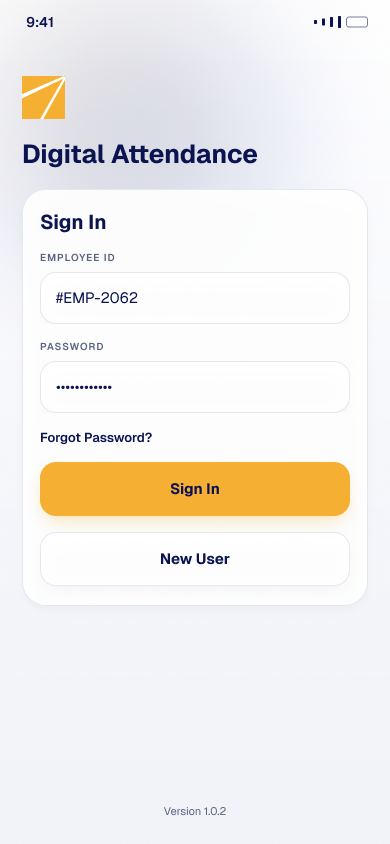 9:41
Digital Attendance
Sign In
EMPLOYEE ID
#EMP-2062
PASSWORD
••••••••••••
Forgot Password?
Sign In
New User
Version 1.0.2